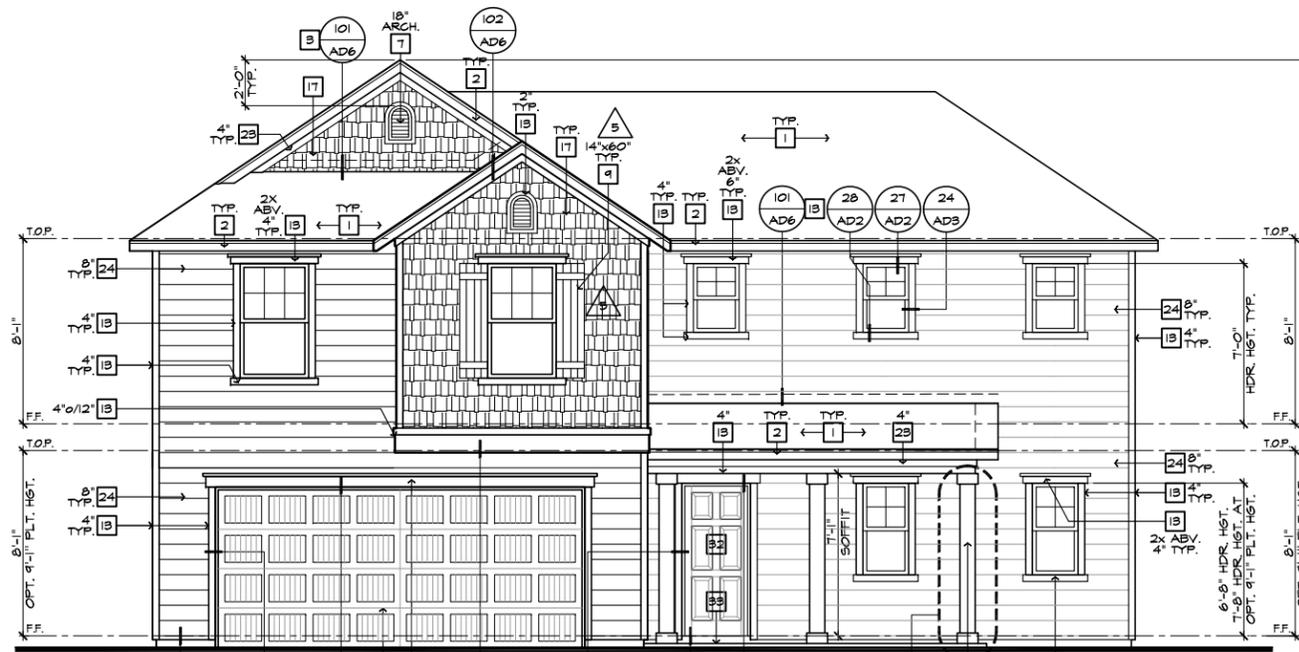 18"
ARCH.
7
3
101
AD6
102
AD6
2'-0"
TYP.
17
TYP.
2
4"
TYP. 23
2"
TYP.
13
TYP.
17
5
14"x60"
TYP.
9
TYP.
1
2x
ABV.
6"
TYP.
13
4"
TYP.
13
TYP.
2
101
AD6
13
28
AD2
27
AD2
24
AD3
TYP.
2
2x
ABV.
4"
TYP. 13
TYP.
1
T.O.P.
T.O.P.
8"
TYP. 24
4"
TYP. 13
4"
TYP. 13
4"o/12" 13
8'-1"
F.F.
T.O.P.
24 8"
TYP.
13 4"
TYP.
7'-0"
HDR. HGT. TYP.
8'-1"
F.F.
T.O.P.
4"
13
TYP.
2
TYP.
1
4"
23
8"
TYP. 24
4"
TYP. 13
8'-1"
OPT. 9'-1" PLT. HGT.
F.F.
32
33
7'-1"
SOFFIT
24 8"
TYP.
13 4"
TYP.
13
2x ABV.
4" TYP.
6'-8" HDR. HGT.
7'-8" HDR. HGT. AT
OPT. 9'-1" PLT. HGT.
8'-1"
F.F.